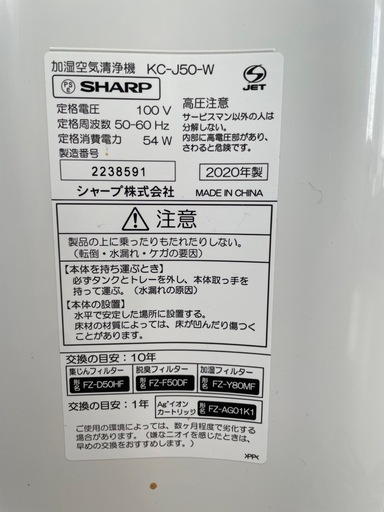 加湿空気清浄機 KC-J50-W
PS E SHARP
JET
定格電圧 100 V
定格周波数 50-60 Hz
定格消費電力 54 W
製造番号
高圧注意
サービスマン以外の人は
分解しない。
内部に高電圧部があり、
さわると危険です。
2238591
2020年製
シャープ株式会社
MADE IN CHINA
注意
製品の上に乗ったりもたれたりしない。
（転倒・水漏れ・ケガの要因）
【本体を持ち運ぶとき】
必ずタンクとトレーを外し、本体取っ手を
持って運ぶ。（水漏れの原因）
【本体の設置】
水平で安定した場所に設置する。
床材の材質によっては、床が凹んだり傷つく
ことがあります。
交換の目安：10年
集じんフィルター 脱臭フィルター 加湿フィルター
形名 FZ-D50HF 形名 FZ-F50DF 形名 FZ-Y80MF
交換の目安：1年 Ag+イオンカートリッジ 形名 FZ-AG01K1
ご使用の環境によっては、数か月程度で劣化する
場合があります。（嫌なニオイを感じたときは、
早めの交換をおすすめします。）
>PP<